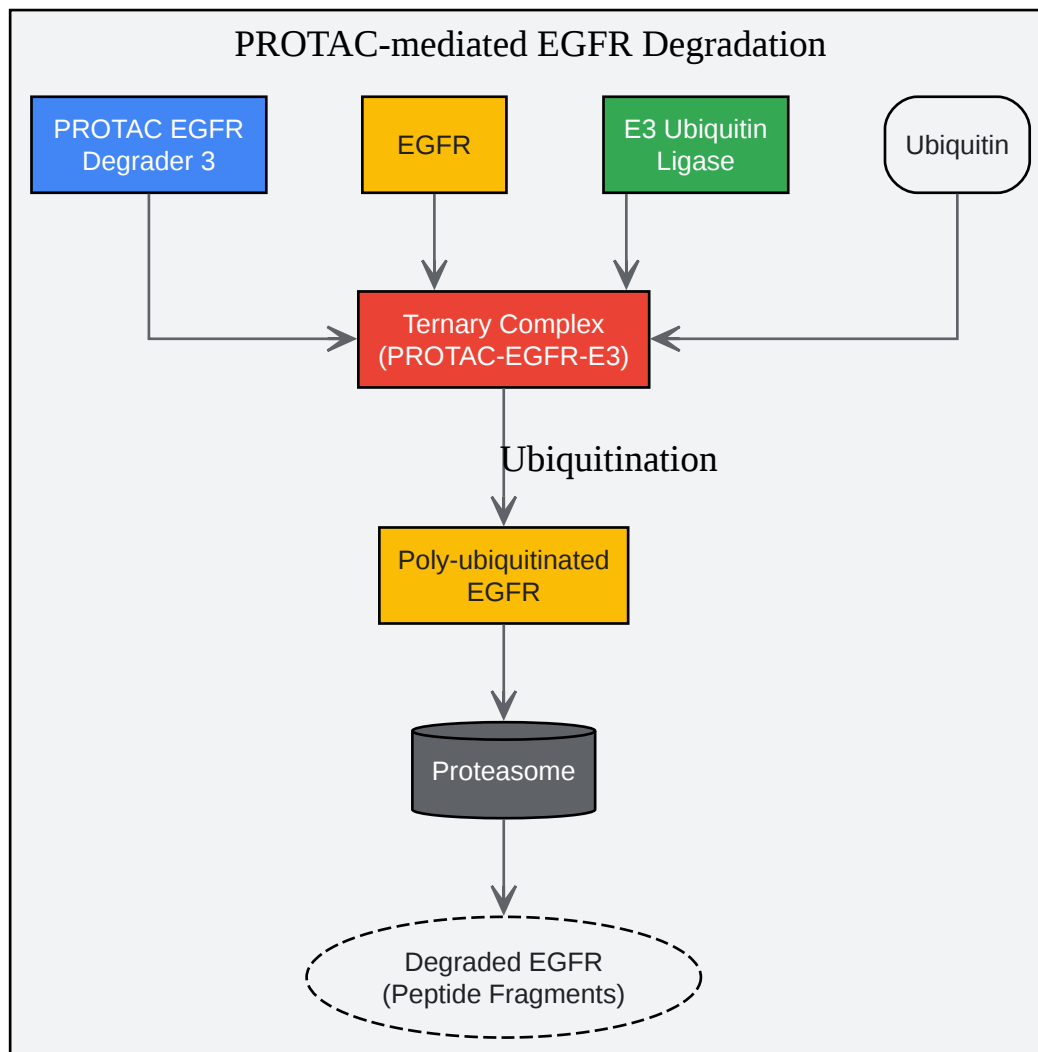 PROTAC-mediated EGFR Degradation
PROTAC EGFR
Degrader 3
EGFR
E3 Ubiquitin
Ligase
Ubiquitin
Ternary Complex
(PROTAC-EGFR-E3)
Ubiquitination
Poly-ubiquitinated
EGFR
Proteasome
Degraded EGFR
(Peptide Fragments)